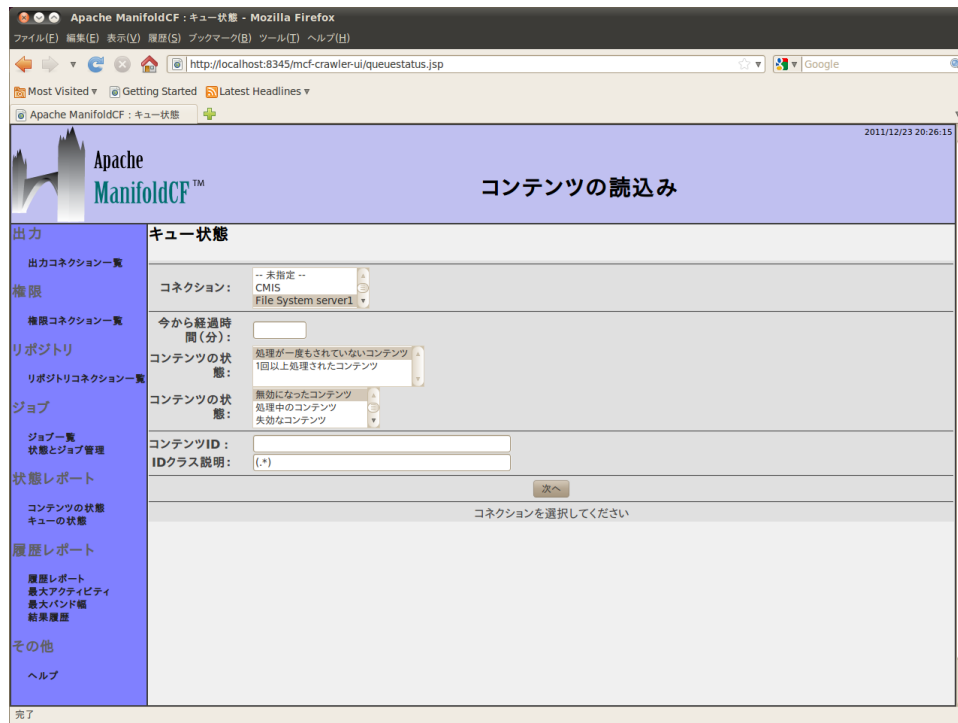 Apache ManifoldCF : キュー状態 - Mozilla Firefox
ファイル(F) 編集(E) 表示(V) 履歴(S) ブックマーク(B) ツール(T) ヘルプ(H)
http://localhost:8345/mcf-crawler-ui/queuestatus.jsp
Google
Most Visited Getting Started Latest Headlines
Apache ManifoldCF : キュー状態
2011/12/23 20:26:15
Apache
ManifoldCF™
コンテンツの読込み
出力
出力コネクション一覧
権限
権限コネクション一覧
リポジトリ
リポジトリコネクション一覧
ジョブ
ジョブ一覧
状態とジョブ管理
状態レポート
コンテンツの状態
キューの状態
履歴レポート
履歴レポート
最大アクティビティ
最大バンド幅
結果履歴
その他
ヘルプ
キュー状態
コネクション:
-- 未指定 --
CMIS
File System server1
今から経過時
間(分):
コンテンツの状
態:
処理が一度もされていないコンテンツ
1回以上処理されたコンテンツ
コンテンツの状
態:
無効になったコンテンツ
処理中のコンテンツ
失効なコンテンツ
コンテンツID :
IDクラス説明:
(.*)
次へ
コネクションを選択してください
完了